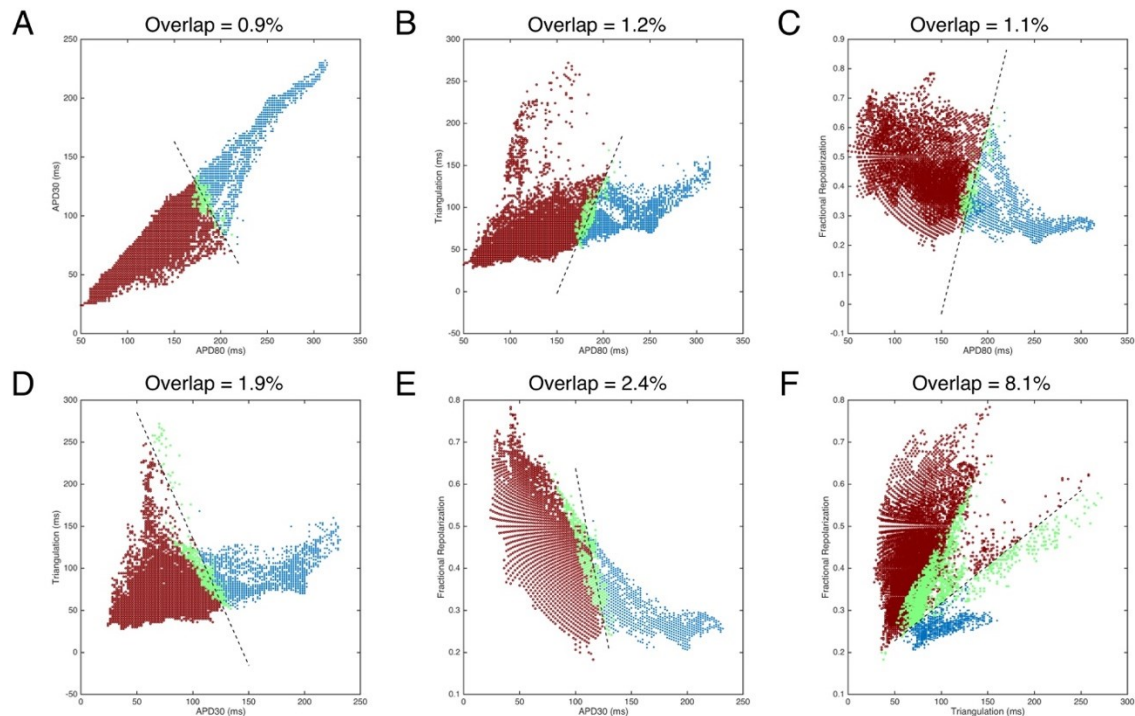 A
Overlap = 0.9%
250
200
150
100
50
0
APD30 (ms)
50 100 150 200 250 300 350
APD80 (ms)
B
Overlap = 1.2%
300
250
200
150
100
50
0
-50
Triangulation (ms)
50 100 150 200 250 300 350
APD80 (ms)
C
Overlap = 1.1%
0.9
0.8
0.7
0.6
0.5
0.4
0.3
0.2
0.1
0
-0.1
Fractional Repolarization
50 100 150 200 250 300 350
APD80 (ms)
D
Overlap = 1.9%
300
250
200
150
100
50
0
-50
Triangulation (ms)
0 50 100 150 200 250
APD30 (ms)
E
Overlap = 2.4%
0.8
0.7
0.6
0.5
0.4
0.3
0.2
0.1
Fractional Repolarization
0 50 100 150 200 250
APD30 (ms)
F
Overlap = 8.1%
0.8
0.7
0.6
0.5
0.4
0.3
0.2
0.1
Fractional Repolarization
0 50 100 150 200 250 300
Triangulation (ms)